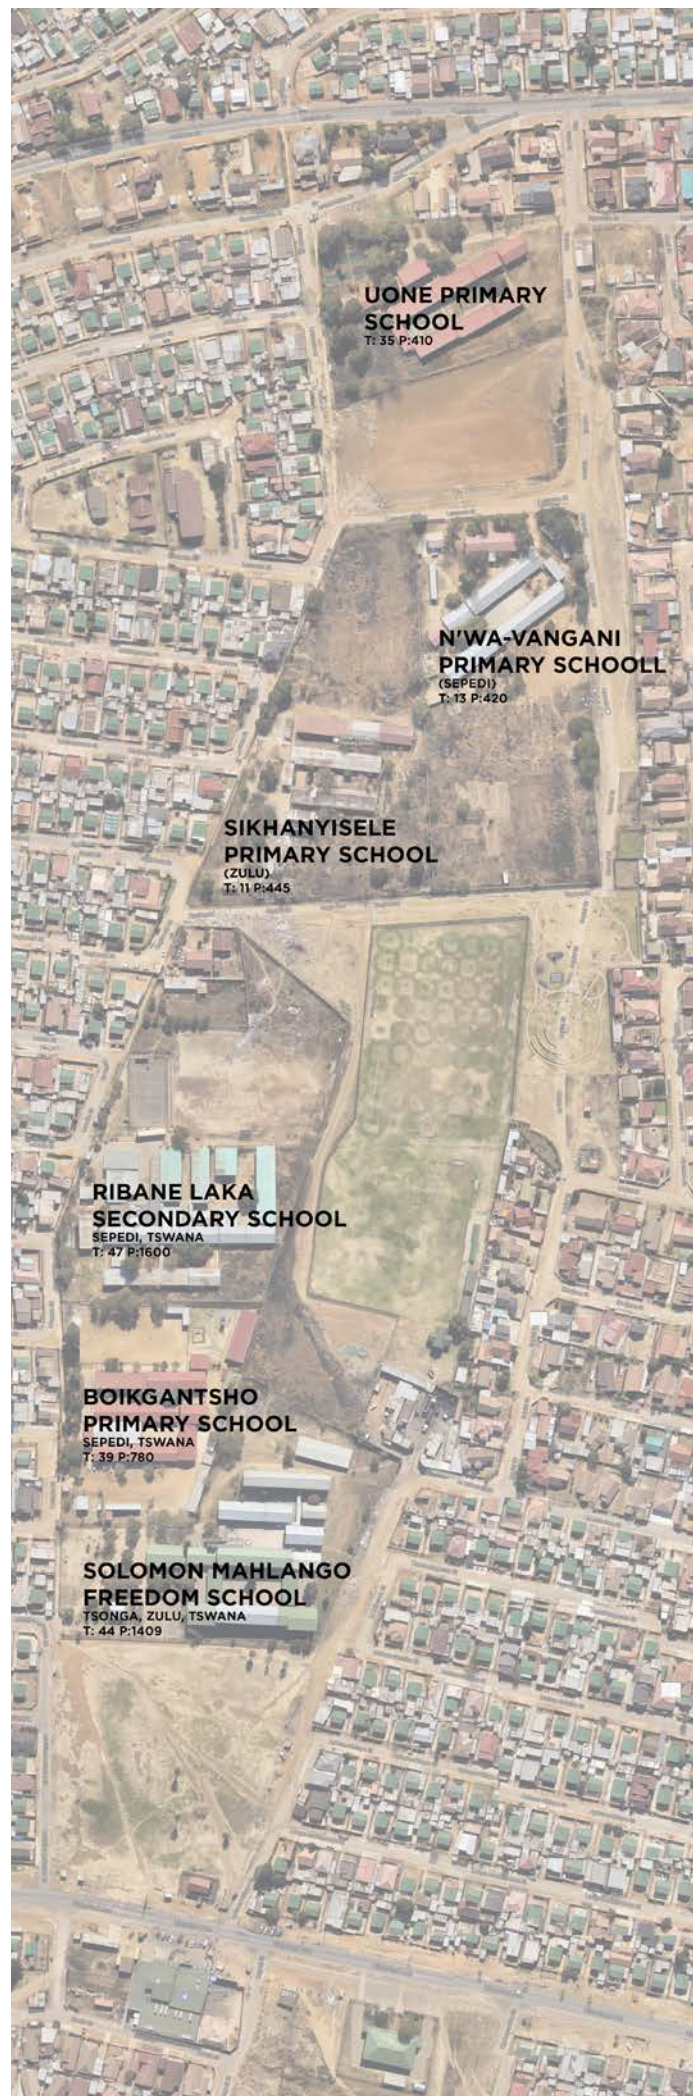 UONE PRIMARY
SCHOOL
T: 35 P:410
N'WA-VANGANI
PRIMARY SCHOOLL
(SEPEDI)
T: 13 P:420
SIKHANYISELE
PRIMARY SCHOOL
(ZULU)
T: 11 P:445
RIBANE LAKA
SECONDARY SCHOOL
SEPEDI, TSWANA
T: 47 P:1600
BOIKGANTSHO
PRIMARY SCHOOL
SEPEDI, TSWANA
T: 39 P:780
SOLOMON MAHLANGO
FREEDOM SCHOOL
TSONGA, ZULU, TSWANA
T: 44 P:1409